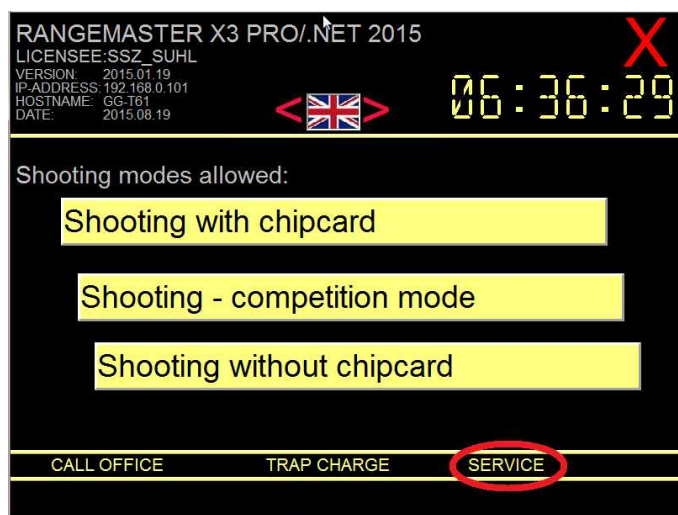 RANGEMASTER X3 PRO/.NET 2015
X
LICENSEE:SSZ_SUHL
VERSION: 2015.01.19
IP-ADDRESS: 192.168.0.101
HOSTNAME: GG-T61
DATE: 2015.08.19
< >
06:36:29
Shooting modes allowed:
Shooting with chipcard
Shooting - competition mode
Shooting without chipcard
CALL OFFICE TRAP CHARGE SERVICE